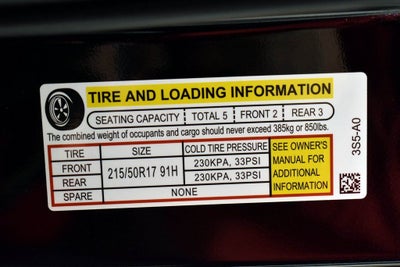 TIRE AND LOADING INFORMATION
SEATING CAPACITY TOTAL 5 FRONT 2 REAR 3
The combined weight of occupants and cargo should never exceed 385kg or 850lbs.
TIRE SIZE COLD TIRE PRESSURE
FRONT 215/50R17 91H 230KPA, 33PSI
REAR 230KPA, 33PSI
SPARE NONE
SEE OWNER'S
MANUAL FOR
ADDITIONAL
INFORMATION
3S5-A0